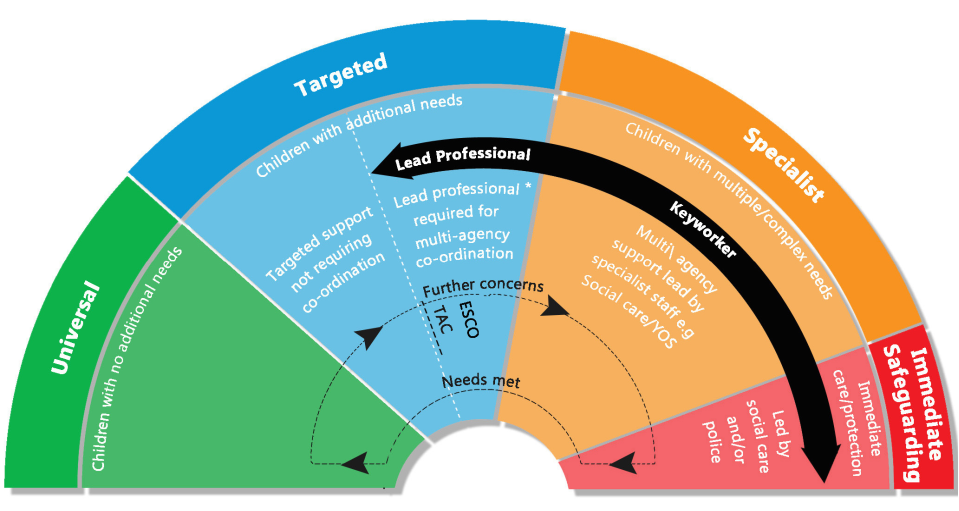 Universal
Children with no additional needs
Targeted
Children with additional needs
Targeted support
not requiring
co-ordination
Lead Professional
Lead professional *
required for
multi-agency
co-ordination
Further concerns
TAC
ESCO
Needs met
Specialist
Children with multiple/complex needs
Keyworker
Multi\ agency
support lead by
specialist staff e.g
Social care/YOS
Immediate
Safeguarding
Immediate
care/protection
Led by
social care
and/or
police